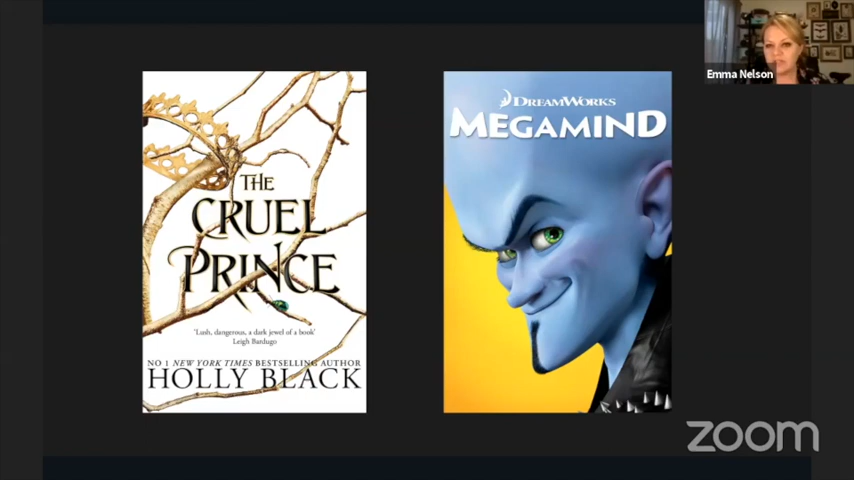 Emma Nelson
THE
CRUEL
PRINCE
'Lush, dangerous, a dark jewel of a book'
Leigh Bardugo
NO 1 NEW YORK TIMES BESTSELLING AUTHOR
HOLLY BLACK
DREAMWORKS
MEGAMIND
zoom